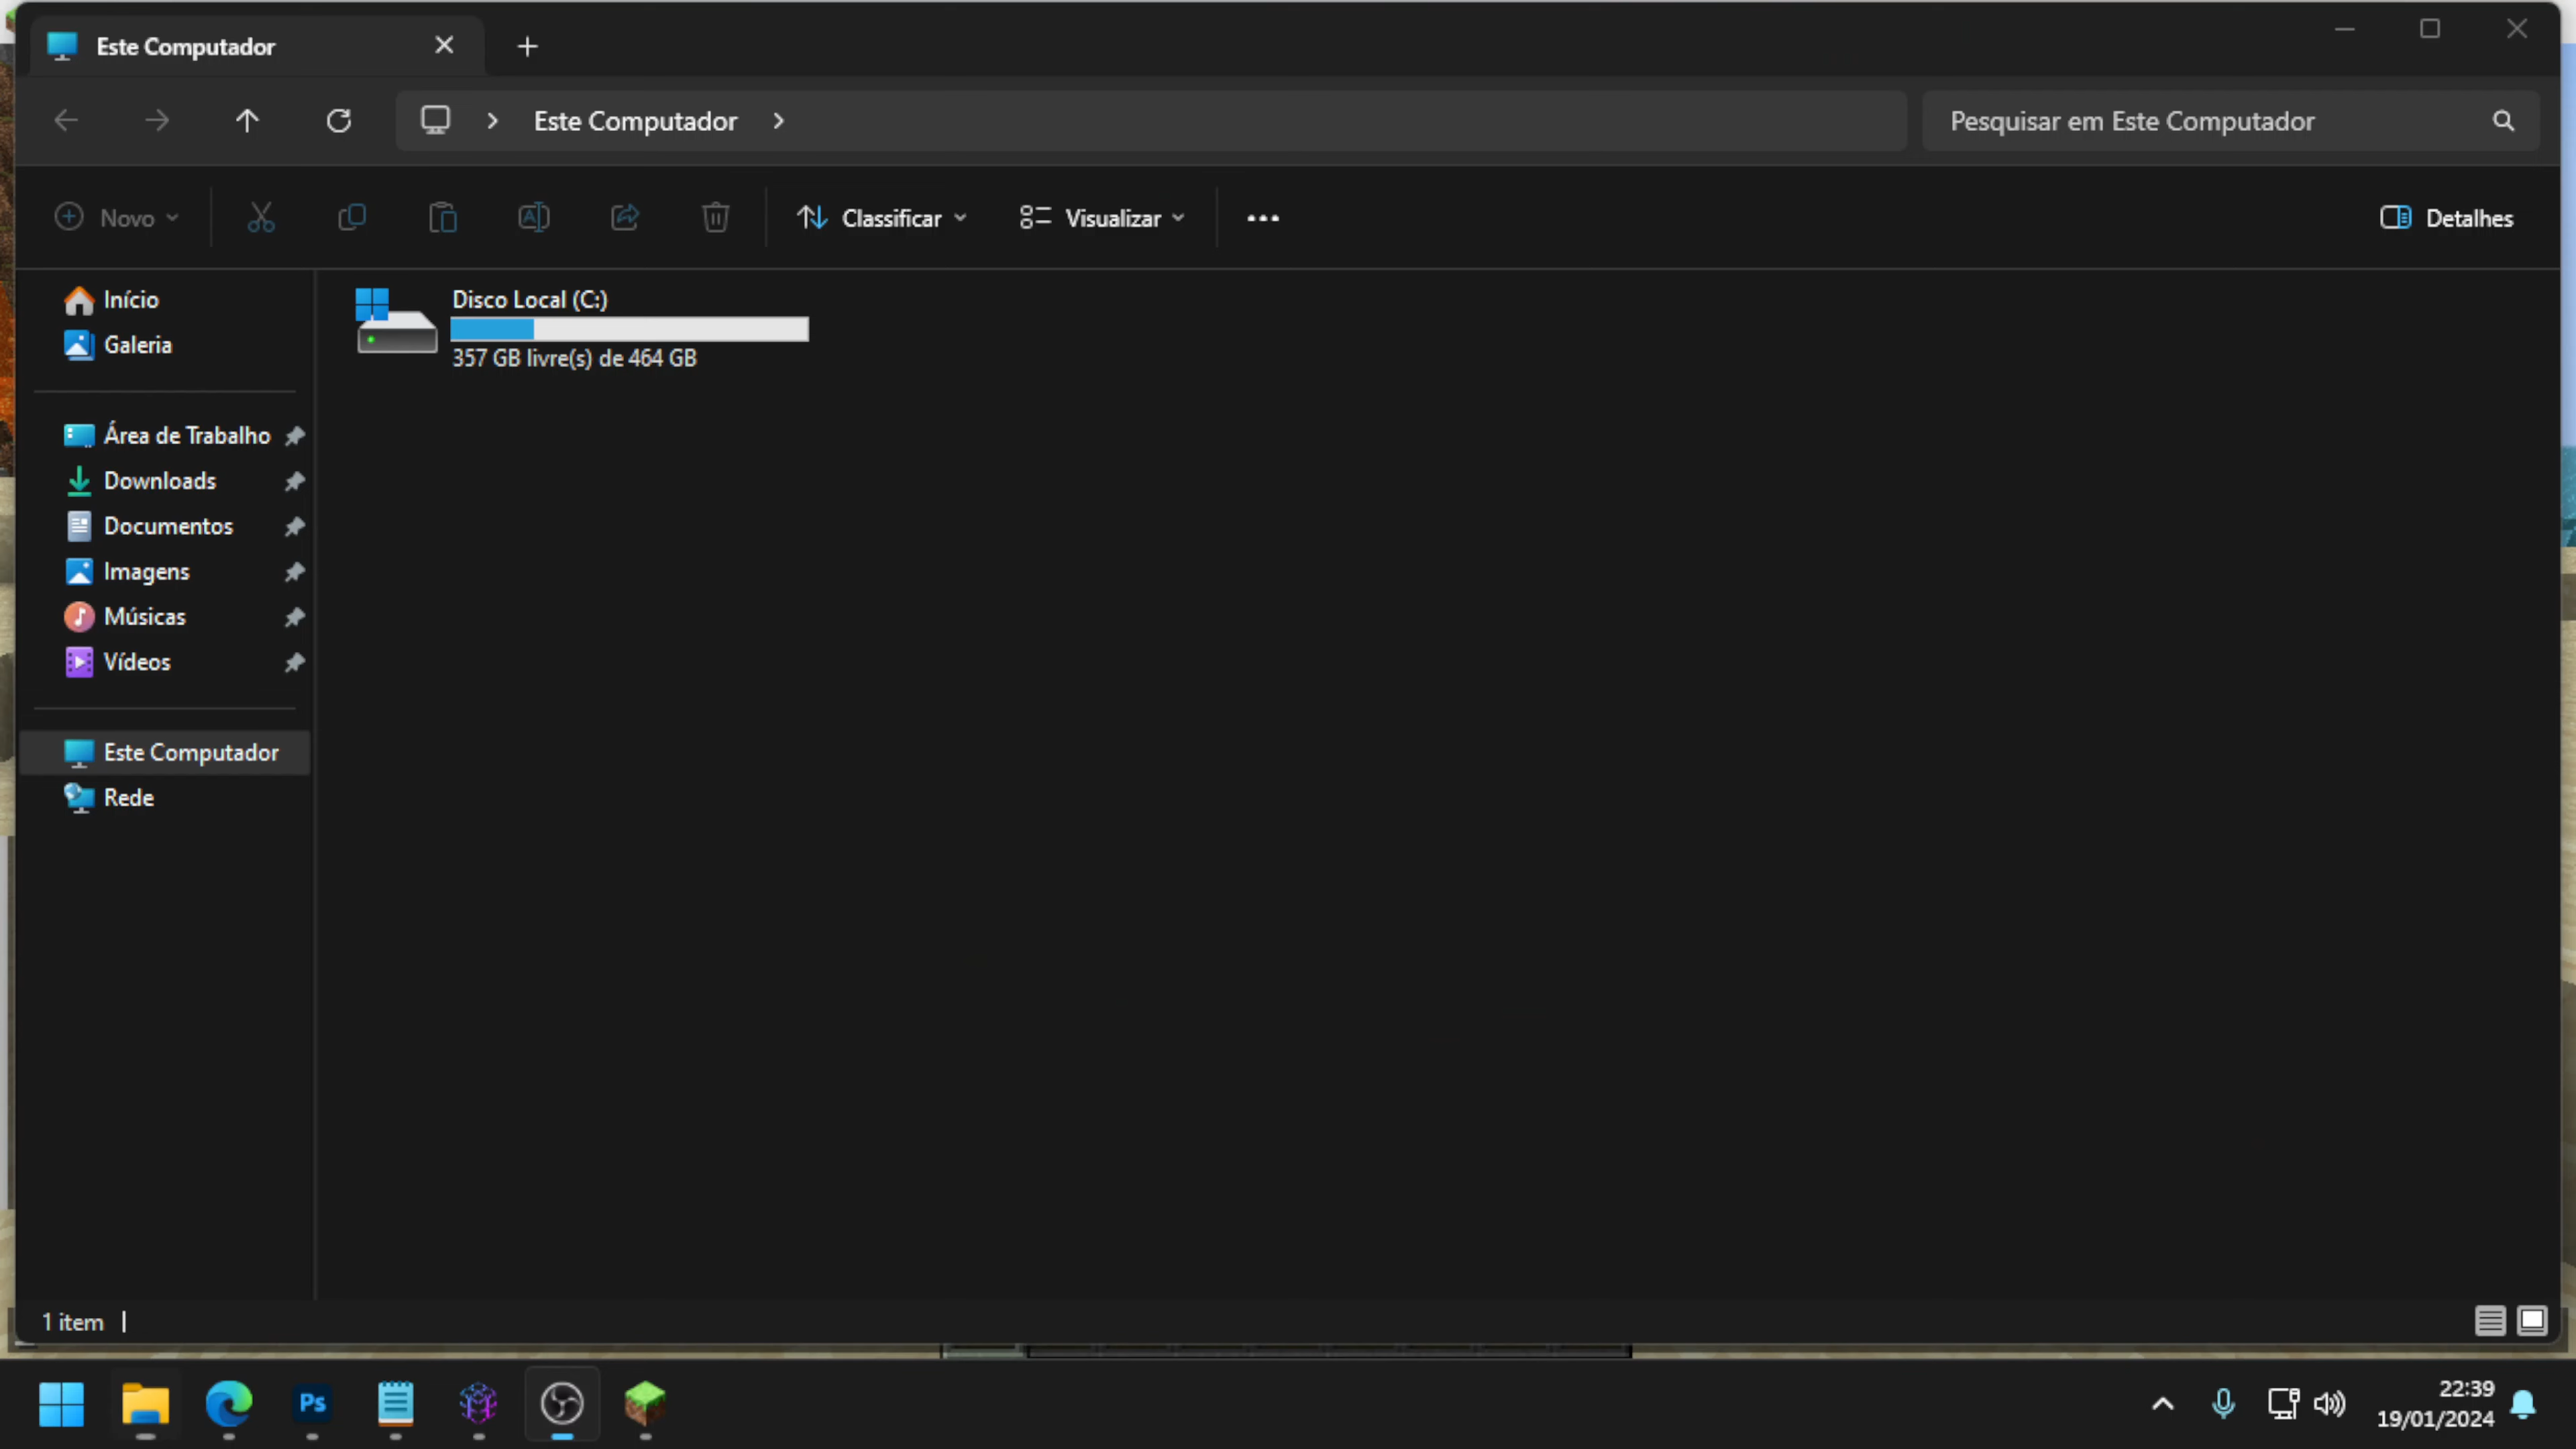 Este Computador
Este Computador
Pesquisar em Este Computador
Novo
Classificar
Visualizar
Detalhes
Início
Galeria
Área de Trabalho
Downloads
Documentos
Imagens
Músicas
Vídeos
Este Computador
Rede
Disco Local (C:)
357 GB livre(s) de 464 GB
1 item
Ps
22:39
19/01/2024